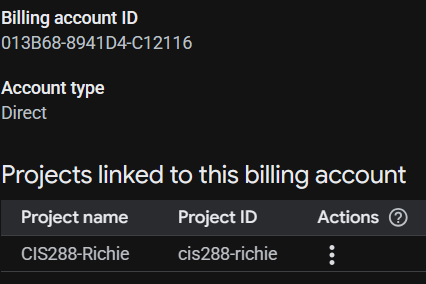 Billing account ID
013B68-8941D4-C12116
Account type
Direct
Projects linked to this billing account
Project name Project ID Actions ?
CIS288-Richie cis288-richie